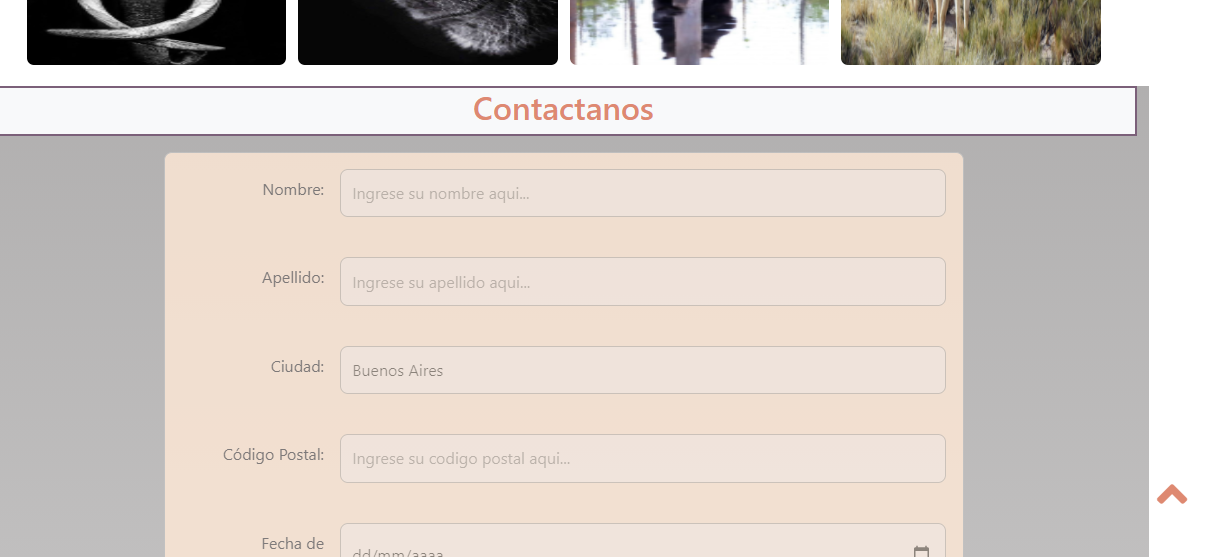 Contactanos
Nombre:
Ingrese su nombre aqui...
Apellido:
Ingrese su apellido aqui...
Ciudad:
Buenos Aires
Código Postal:
Ingrese su codigo postal aqui...
Fecha de
dd/mm/aaaa